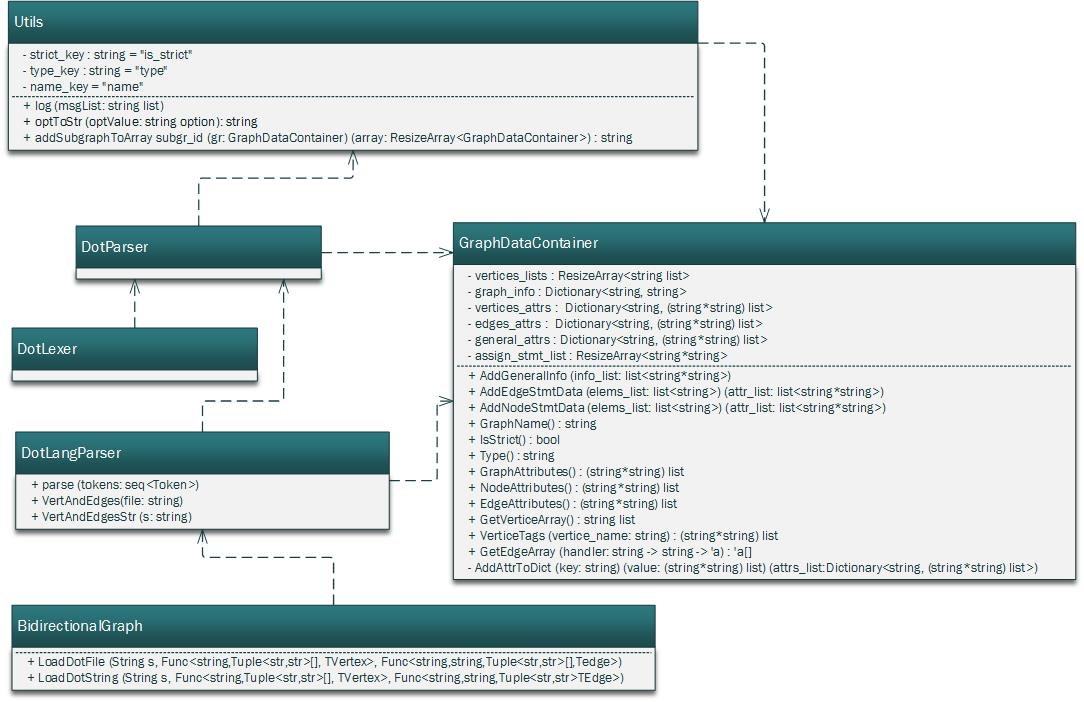 Utils
- strict_key : string = "is_strict"
- type_key : string = "type"
- name_key = "name"
+ log (msgList: string list)
+ optToStr (optValue: string option): string
+ addSubgraphToArray subgr_id (gr: GraphDataContainer) (array: ResizeArray<GraphDataContainer>) : string
DotParser
GraphDataContainer
- vertices_lists : ResizeArray<string list>
- graph_info : Dictionary<string, string>
- vertices_attrs : Dictionary<string, (string*string) list>
- edges_attrs : Dictionary<string, (string*string) list>
- general_attrs : Dictionary<string, (string*string) list>
- assign_stmt_list : ResizeArray<string*string>
+ AddGeneralInfo (info_list: list<string*string>)
+ AddEdgeStmtData (elems_list: list<string>) (attr_list: list<string*string>)
+ AddNodeStmtData (elems_list: list<string>) (attr_list: list<string*string>)
+ GraphName() : string
+ IsStrict() : bool
+ Type() : string
+ GraphAttributes() : (string*string) list
+ NodeAttributes() : (string*string) list
+ EdgeAttributes() : (string*string) list
+ GetVerticeArray() : string list
+ VerticeTags (vertice_name: string) : (string*string) list
+ GetEdgeArray (handler: string -> string -> 'a) : 'a[]
- AddAttrToDict (key: string) (value: (string*string) list) (attrs_list:Dictionary<string, (string*string) list>)
DotLexer
DotLangParser
+ parse (tokens: seq<Token>)
+ VertAndEdges(file: string)
+ VertAndEdgesStr (s: string)
BidirectionalGraph
+ LoadDotFile (String s, Func<string,Tuple<str,str>[], TVertex>, Func<string,string,Tuple<str,str>[],Tedge>)
+ LoadDotString (String s, Func<string,Tuple<str,str>[], TVertex>, Func<string,string,Tuple<str,str>TEdge>)